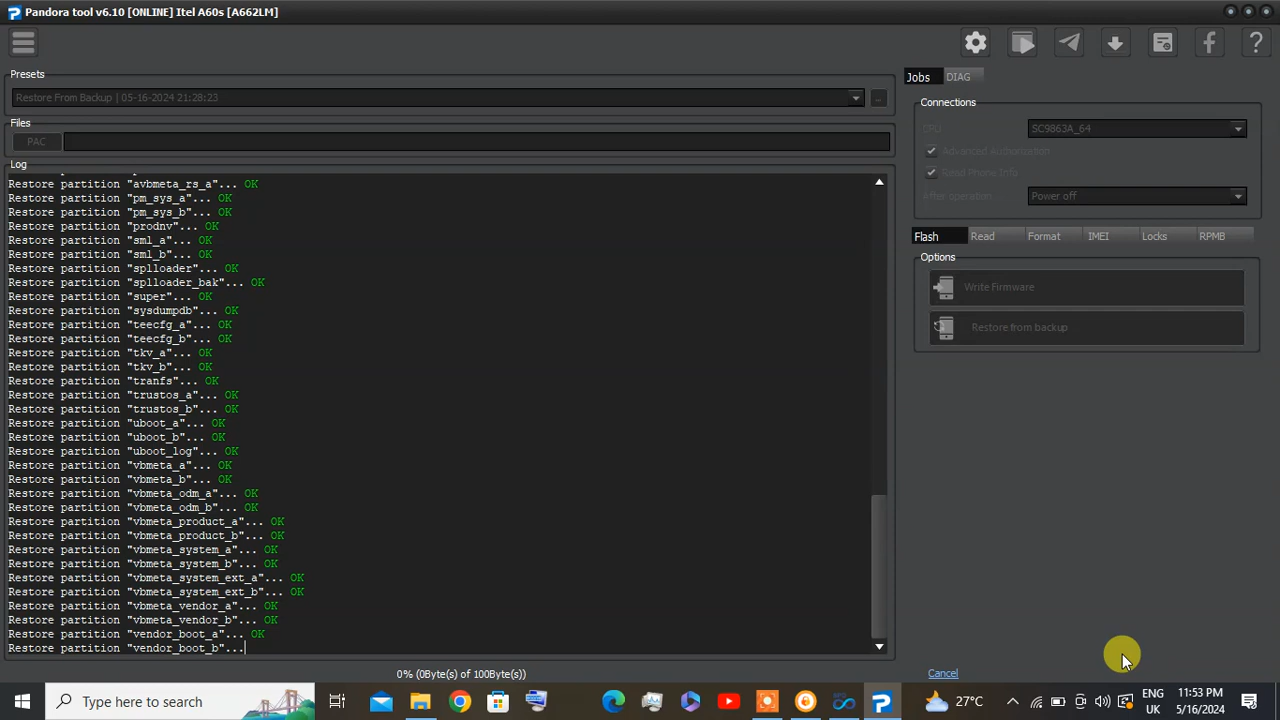 Pandora tool v6.10 [ONLINE] Itel A60s [A662LM]
Presets
Restore From Backup | 05-16-2024 21:28:23
...
Files
PAC
Log
Restore partition "avbmeta_rs_a"... OK
Restore partition "pm_sys_a"... OK
Restore partition "pm_sys_b"... OK
Restore partition "prodnv"... OK
Restore partition "sml_a"... OK
Restore partition "sml_b"... OK
Restore partition "splloader"... OK
Restore partition "splloader_bak"... OK
Restore partition "super"... OK
Restore partition "sysdumpdb"... OK
Restore partition "teecfg_a"... OK
Restore partition "teecfg_b"... OK
Restore partition "tkv_a"... OK
Restore partition "tkv_b"... OK
Restore partition "tranfs"... OK
Restore partition "trustos_a"... OK
Restore partition "trustos_b"... OK
Restore partition "uboot_a"... OK
Restore partition "uboot_b"... OK
Restore partition "uboot_log"... OK
Restore partition "vbmeta_a"... OK
Restore partition "vbmeta_b"... OK
Restore partition "vbmeta_odm_a"... OK
Restore partition "vbmeta_odm_b"... OK
Restore partition "vbmeta_product_a"... OK
Restore partition "vbmeta_product_b"... OK
Restore partition "vbmeta_system_a"... OK
Restore partition "vbmeta_system_b"... OK
Restore partition "vbmeta_system_ext_a"... OK
Restore partition "vbmeta_system_ext_b"... OK
Restore partition "vbmeta_vendor_a"... OK
Restore partition "vbmeta_vendor_b"... OK
Restore partition "vendor_boot_a"... OK
Restore partition "vendor_boot_b"...
0% (0Byte(s) of 100Byte(s))
Jobs DIAG
Connections
CPU SC9863A_64
Advanced Authorization
Read Phone Info
After operation: Power off
Flash Read Format IMEI Locks RPMB
Options
Write Firmware
Restore from backup
Cancel
Type here to search
27°C
ENG
UK
11:53 PM
5/16/2024